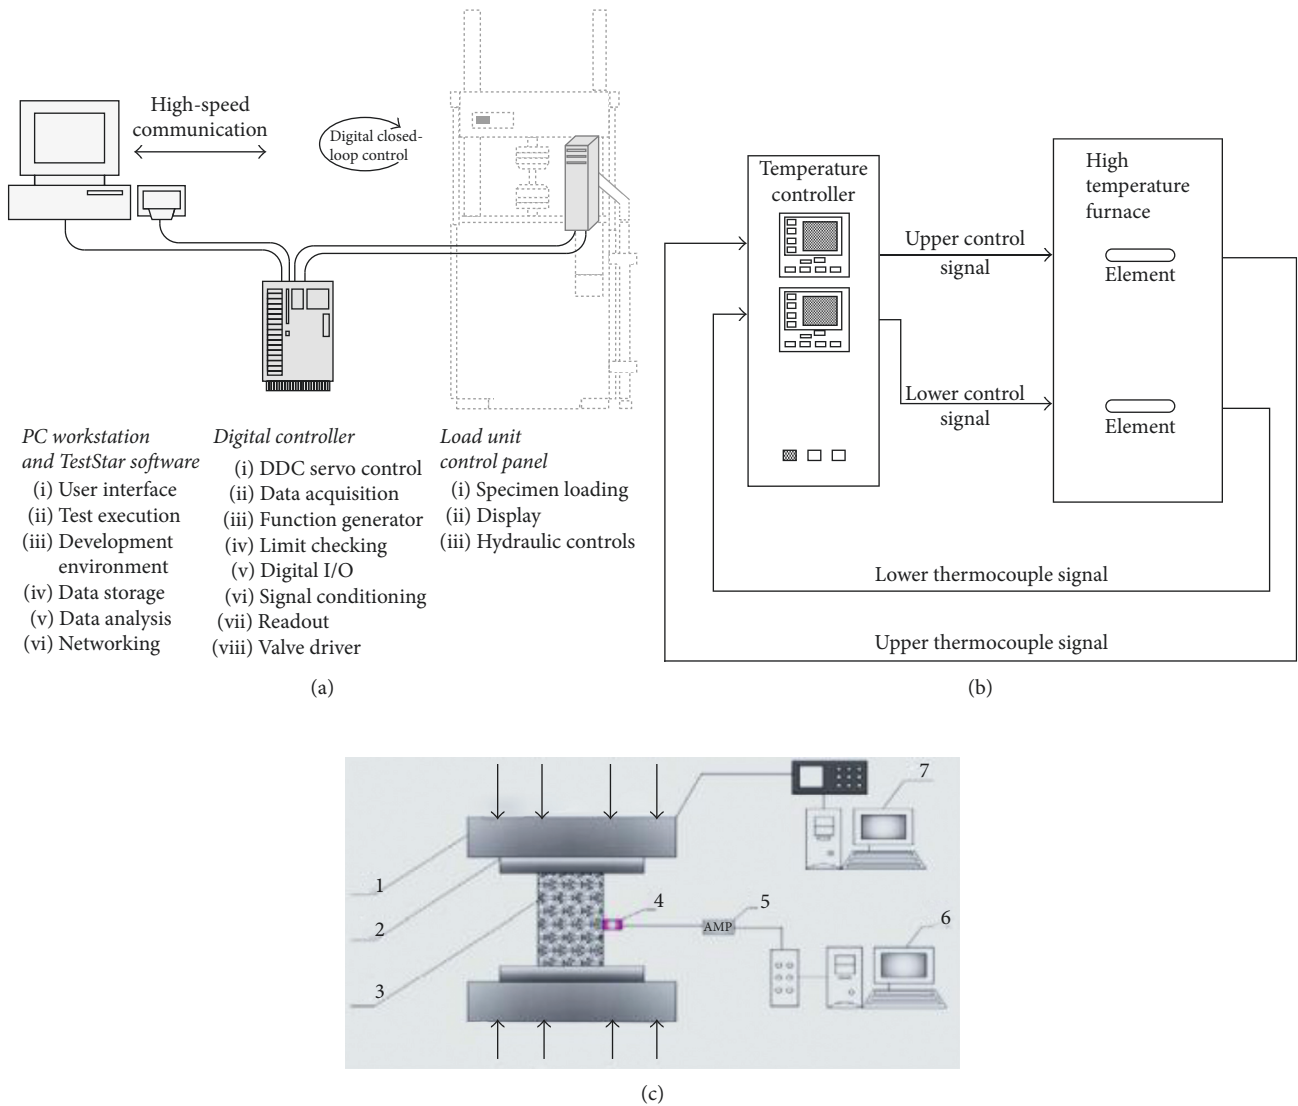 High-speed
communication
Digital closed-
loop control
PC workstation
and TestStar software
(i) User interface
(ii) Test execution
(iii) Development
environment
(iv) Data storage
(v) Data analysis
(vi) Networking
Digital controller
(i) DDC servo control
(ii) Data acquisition
(iii) Function generator
(iv) Limit checking
(v) Digital I/O
(vi) Signal conditioning
(vii) Readout
(viii) Valve driver
Load unit
control panel
(i) Specimen loading
(ii) Display
(iii) Hydraulic controls
(a)
Temperature
controller
Upper control
signal
Lower control
signal
High
temperature
furnace
Element
Element
Lower thermocouple signal
Upper thermocouple signal
(b)
1
2
3
4
5
AMP
6
7
(c)